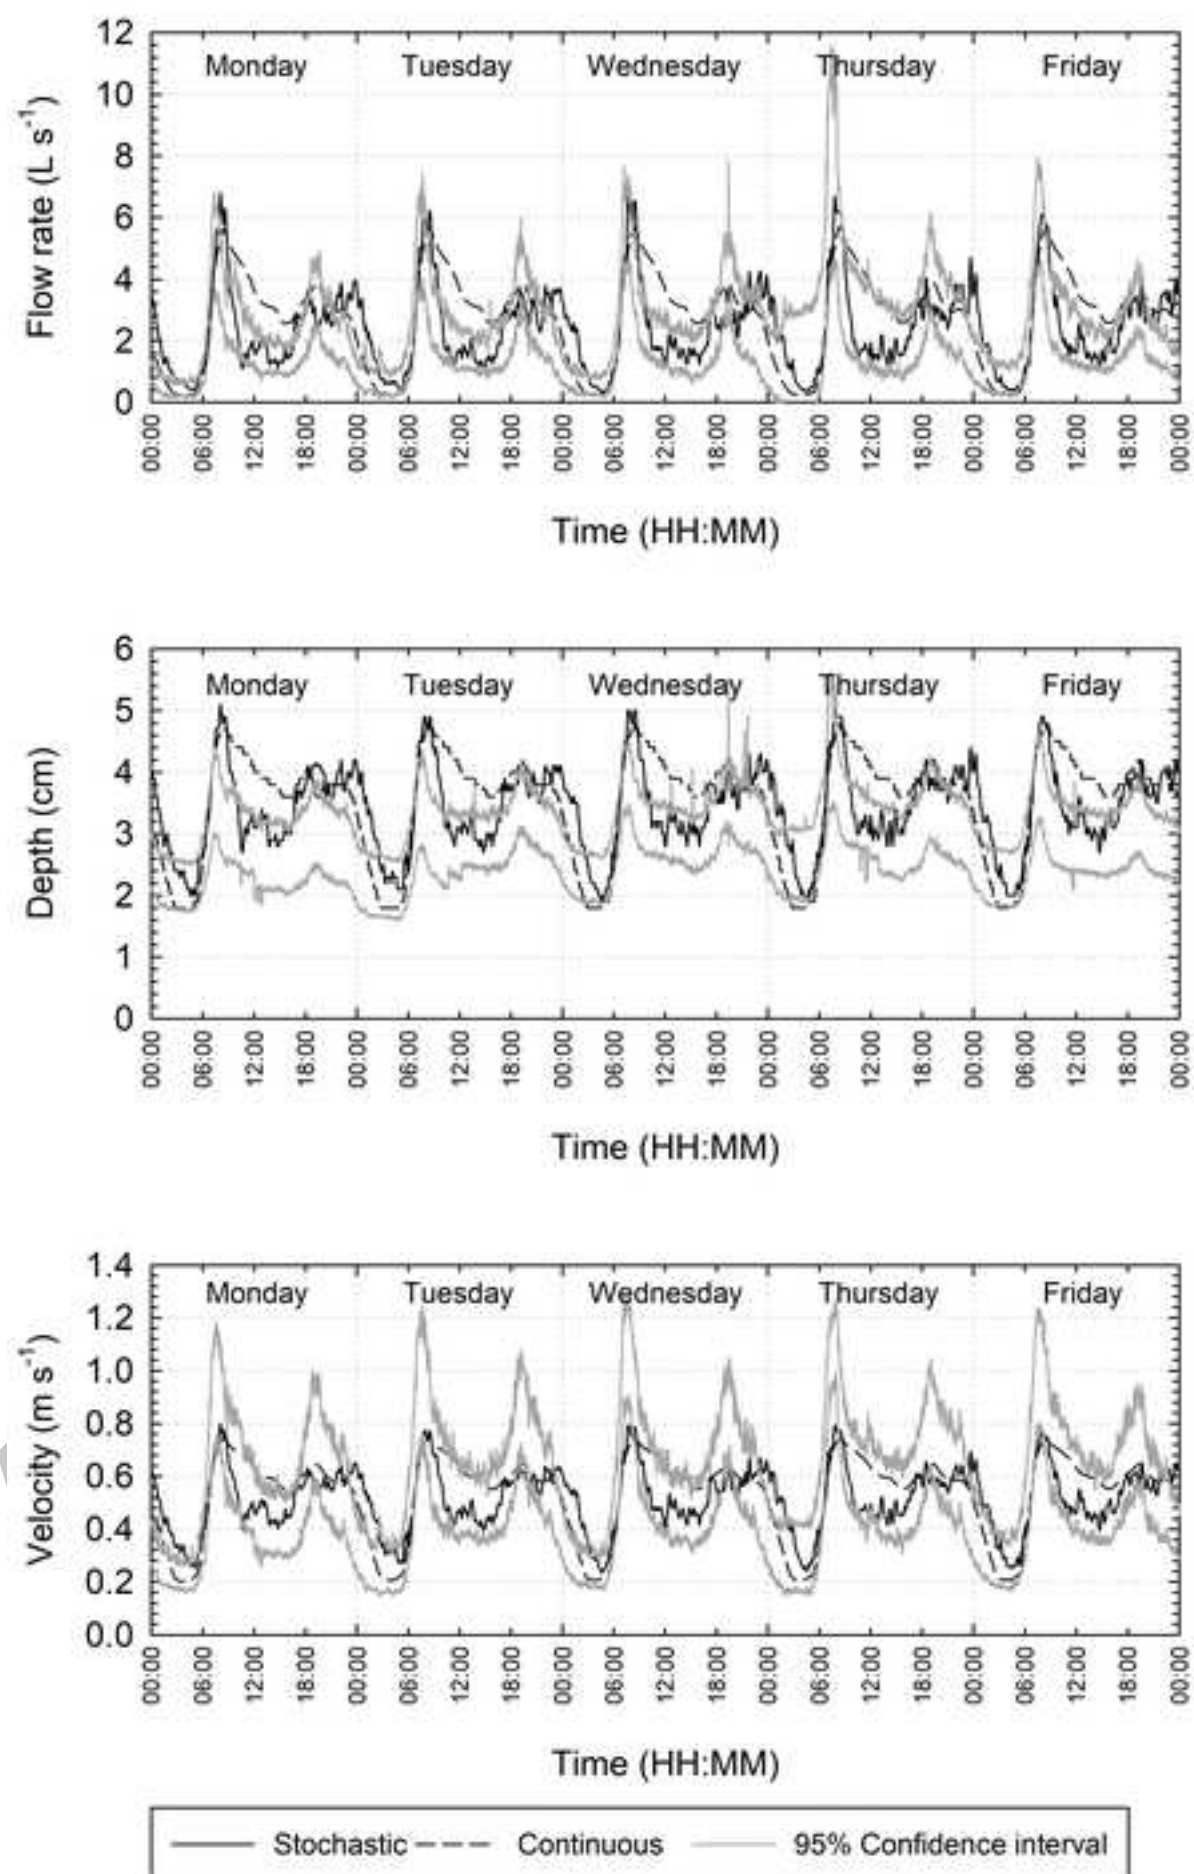 12
Monday Tuesday Wednesday Thursday Friday
10
8
6
4
2
0
Flow rate (L s-1)
00:00 06:00 12:00 18:00 00:00 06:00 12:00 18:00 00:00 06:00 12:00 18:00 00:00 06:00 12:00 18:00 00:00 06:00 12:00 18:00 00:00
Time (HH:MM)
6
Monday Tuesday Wednesday Thursday Friday
5
4
3
2
1
0
Depth (cm)
00:00 06:00 12:00 18:00 00:00 06:00 12:00 18:00 00:00 06:00 12:00 18:00 00:00 06:00 12:00 18:00 00:00 06:00 12:00 18:00 00:00
Time (HH:MM)
1.4
Monday Tuesday Wednesday Thursday Friday
1.2
1.0
0.8
0.6
0.4
0.2
0.0
Velocity (m s-1)
00:00 06:00 12:00 18:00 00:00 06:00 12:00 18:00 00:00 06:00 12:00 18:00 00:00 06:00 12:00 18:00 00:00 06:00 12:00 18:00 00:00
Time (HH:MM)
Stochastic Continuous 95% Confidence interval